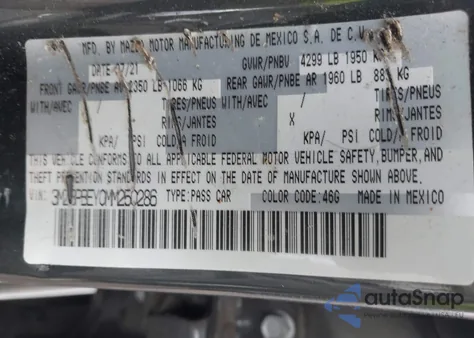 MFD. BY MAZDA MOTOR MANUFACTURING DE MEXICO S.A. DE C.V.
DATE 07/21 GVWR/PNBV 4299 LB 1950 KG
FRONT GAWR/PNBE AV 2350 LB 1066 KG REAR GAWR/PNBE AR 1960 LB KG
WITH/AVEC / TIRES/PNEUS WITH/AVEC / TIRES/PNEUS
RIMS/JANTES X RIMS/JANTES
KPA/ PSI COLD/A FROID KPA/ PSI COLD/A FROID
THIS VEHICLE CONFORMS TO ALL APPLICABLE FEDERAL MOTOR VEHICLE SAFETY, BUMPER, AND
THEFT PREVENTION STANDARDS IN EFFECT ON THE DATE OF MANUFACTURE SHOWN ABOVE.
VIN: TYPE:PASS CAR COLOR CODE:46G MADE IN MEXICO
autoSnap